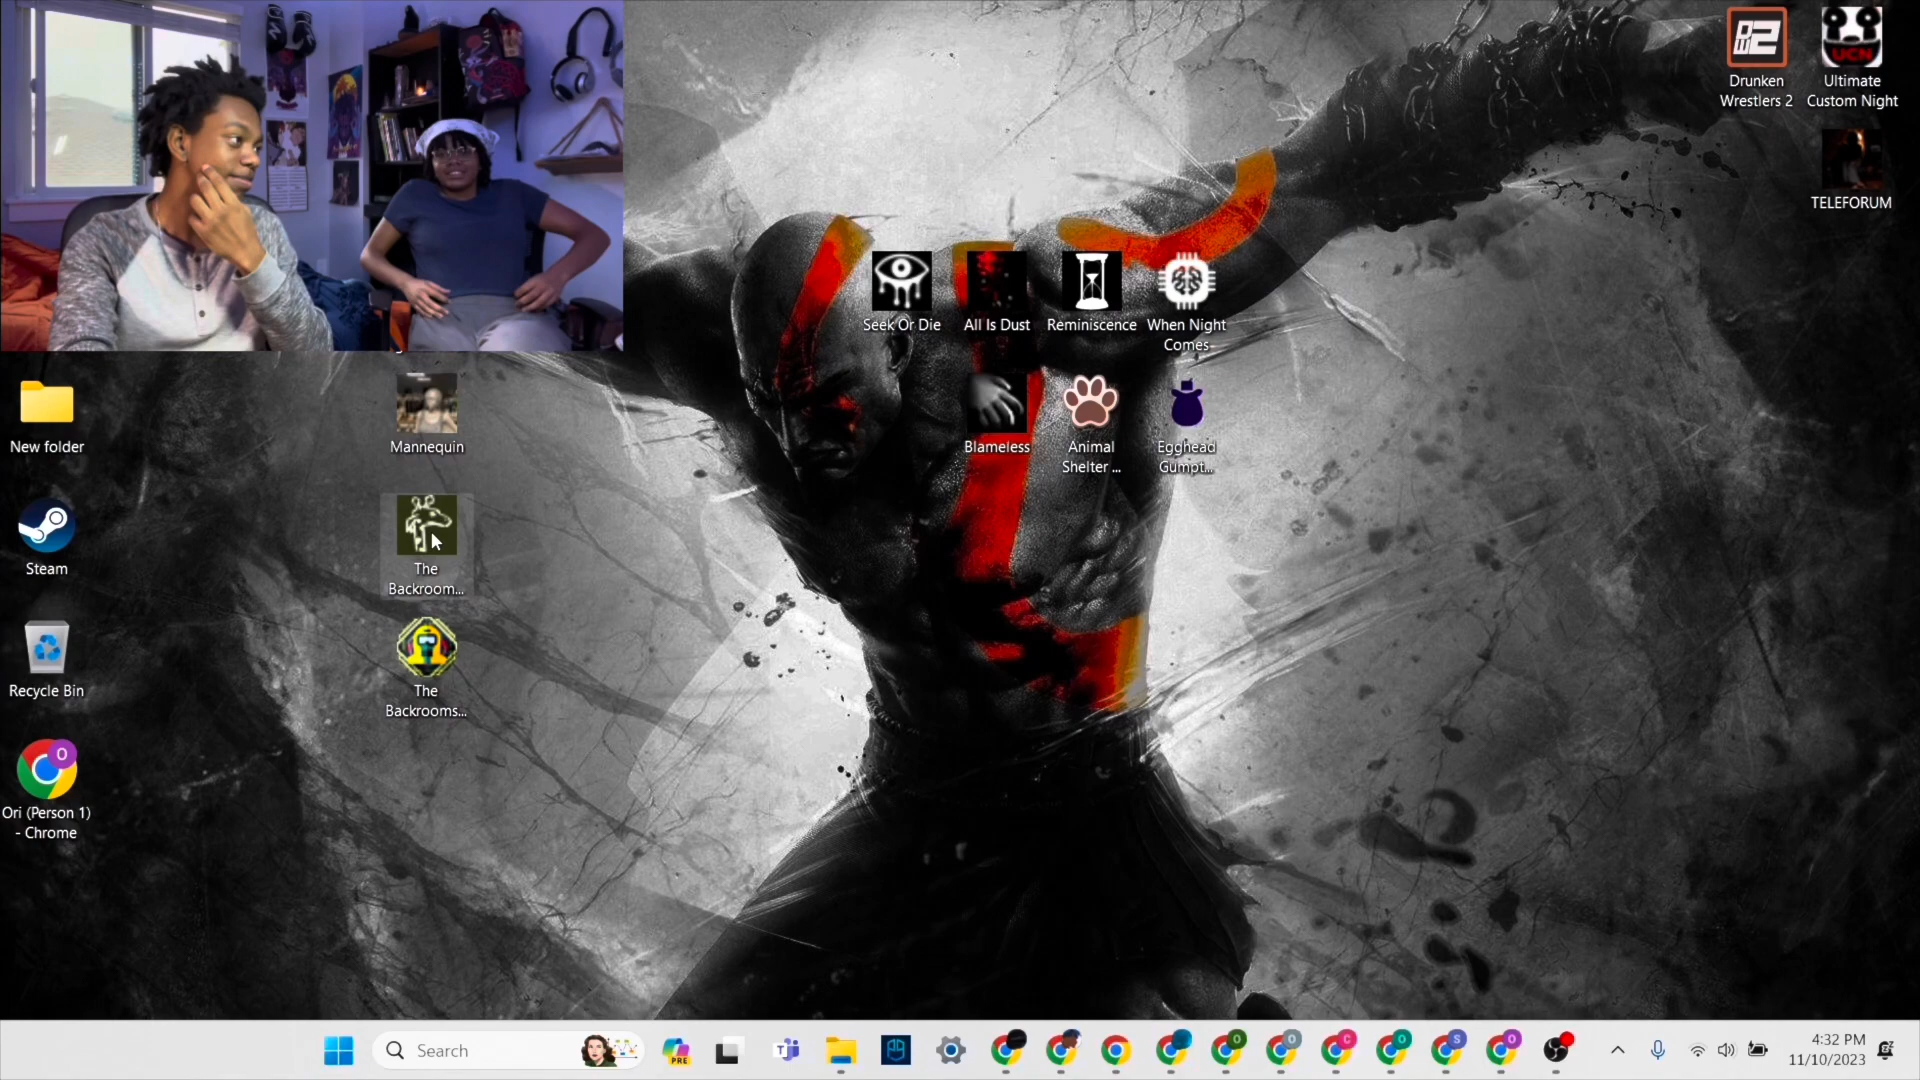 Drunken
Wrestlers 2
Ultimate
Custom Night
UCN
TELEFORUM
Seek Or Die
All Is Dust
Reminiscence
When Night
Comes
New folder
Mannequin
Blameless
Animal
Shelter ...
Egghead
Gumpt...
Steam
The
Backroom...
Recycle Bin
The
Backrooms...
Ori (Person 1)
- Chrome
Search
PRE
4:32 PM
11/10/2023